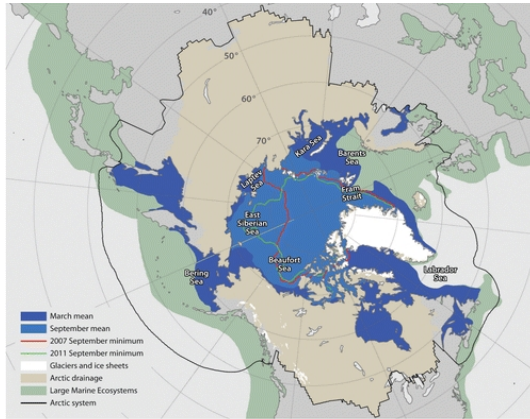 40°
50°
60°
70°
Kara Sea
Barents
Sea
Laptev
Sea
Fram
Strait
East
Siberian
Sea
Beaufort
Sea
Bering
Sea
Labrador
Sea
March mean
September mean
2007 September minimum
2011 September minimum
Glaciers and ice sheets
Arctic drainage
Large Marine Ecosystems
Arctic system